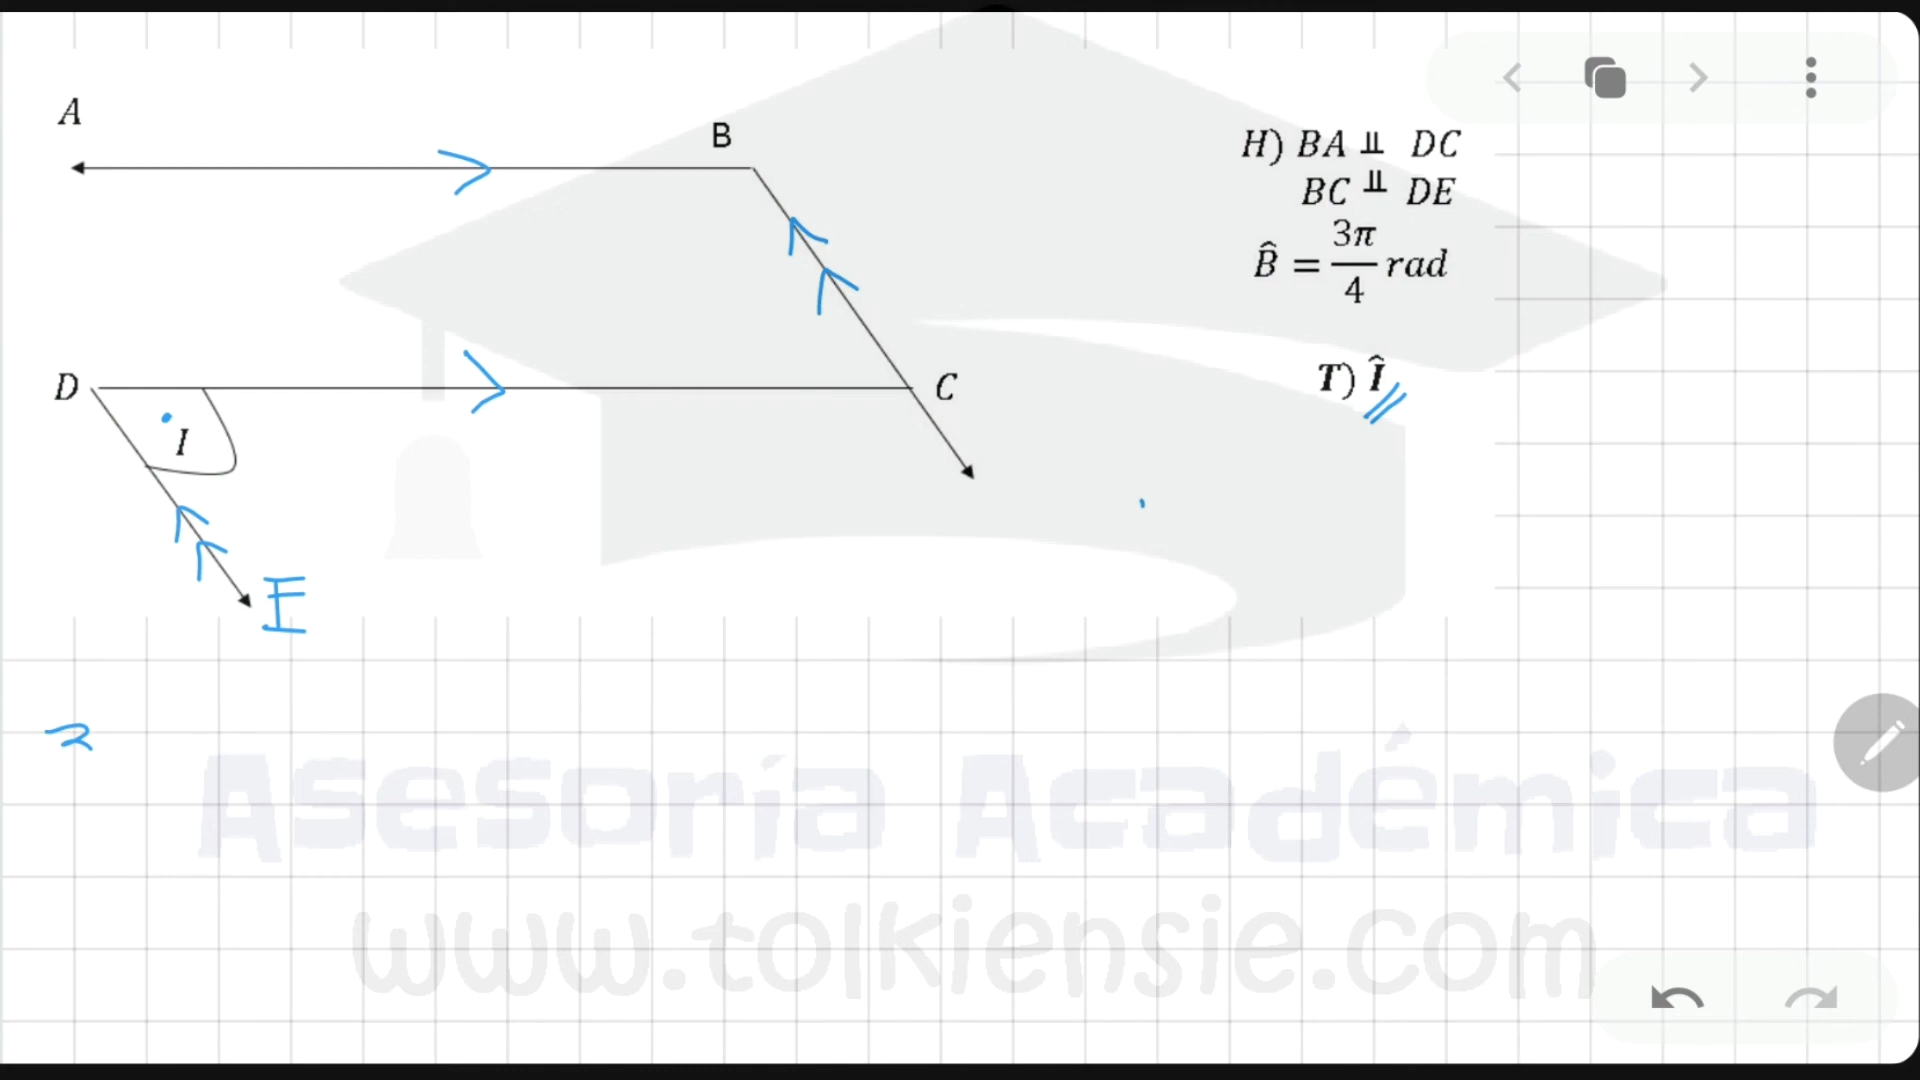 A
B
H) BA ╨ DC
BC ╨ DE
B̂ = 3π/4 rad
D
C
T) Î
I
E
Asesoría Académica
www.tolkiensie.com